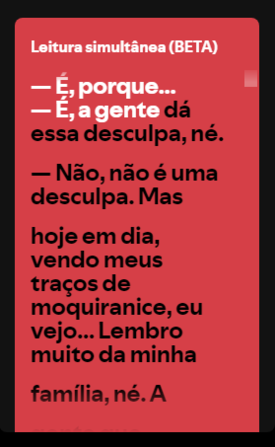 Leitura simultânea (BETA)
— É, porque...
— É, a gente dá
essa desculpa, né.
— Não, não é uma
desculpa. Mas
hoje em dia,
vendo meus
traços de
moquiranice, eu
vejo... Lembro
muito da minha
família, né. A